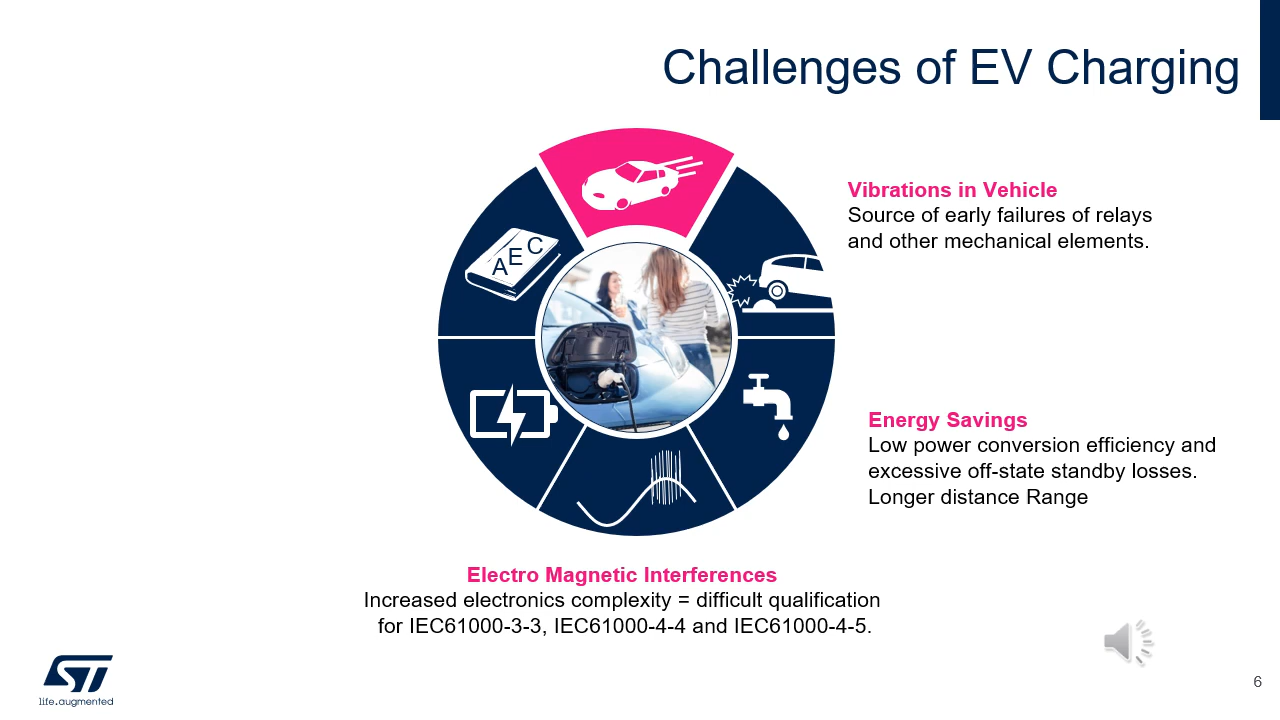 Challenges of EV Charging
Vibrations in Vehicle
Source of early failures of relays
and other mechanical elements.
A E C
Energy Savings
Low power conversion efficiency and
excessive off-state standby losses.
Longer distance Range
Electro Magnetic Interferences
Increased electronics complexity = difficult qualification
for IEC61000-3-3, IEC61000-4-4 and IEC61000-4-5.
ST
life.augmented
6